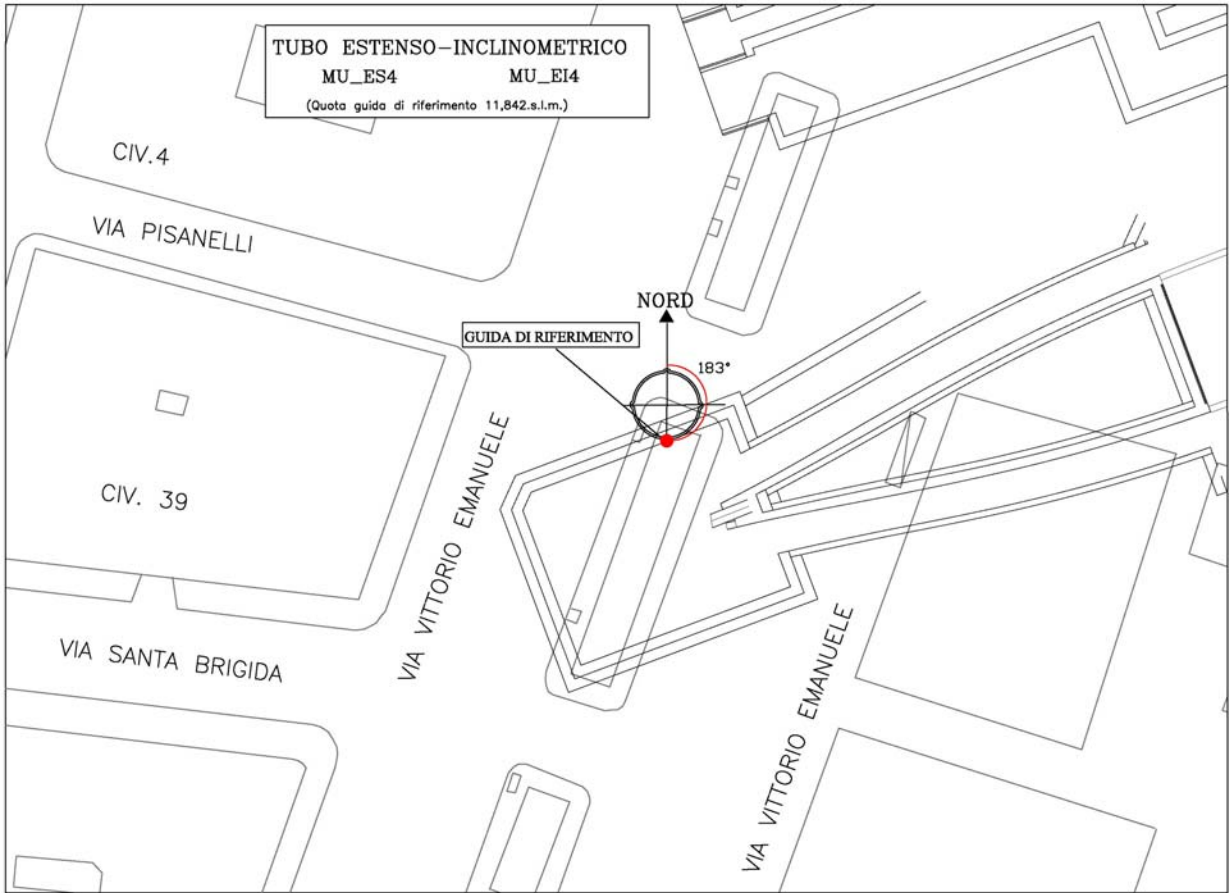 TUBO ESTENSO-INCLINOMETRICO
MU_ES4 MU_EI4
(Quota guida di riferimento 11,842.s.l.m.)
CIV.4
VIA PISANELLI
NORD
GUIDA DI RIFERIMENTO
183°
CIV. 39
VIA VITTORIO EMANUELE
VIA SANTA BRIGIDA
VIA VITTORIO EMANUELE